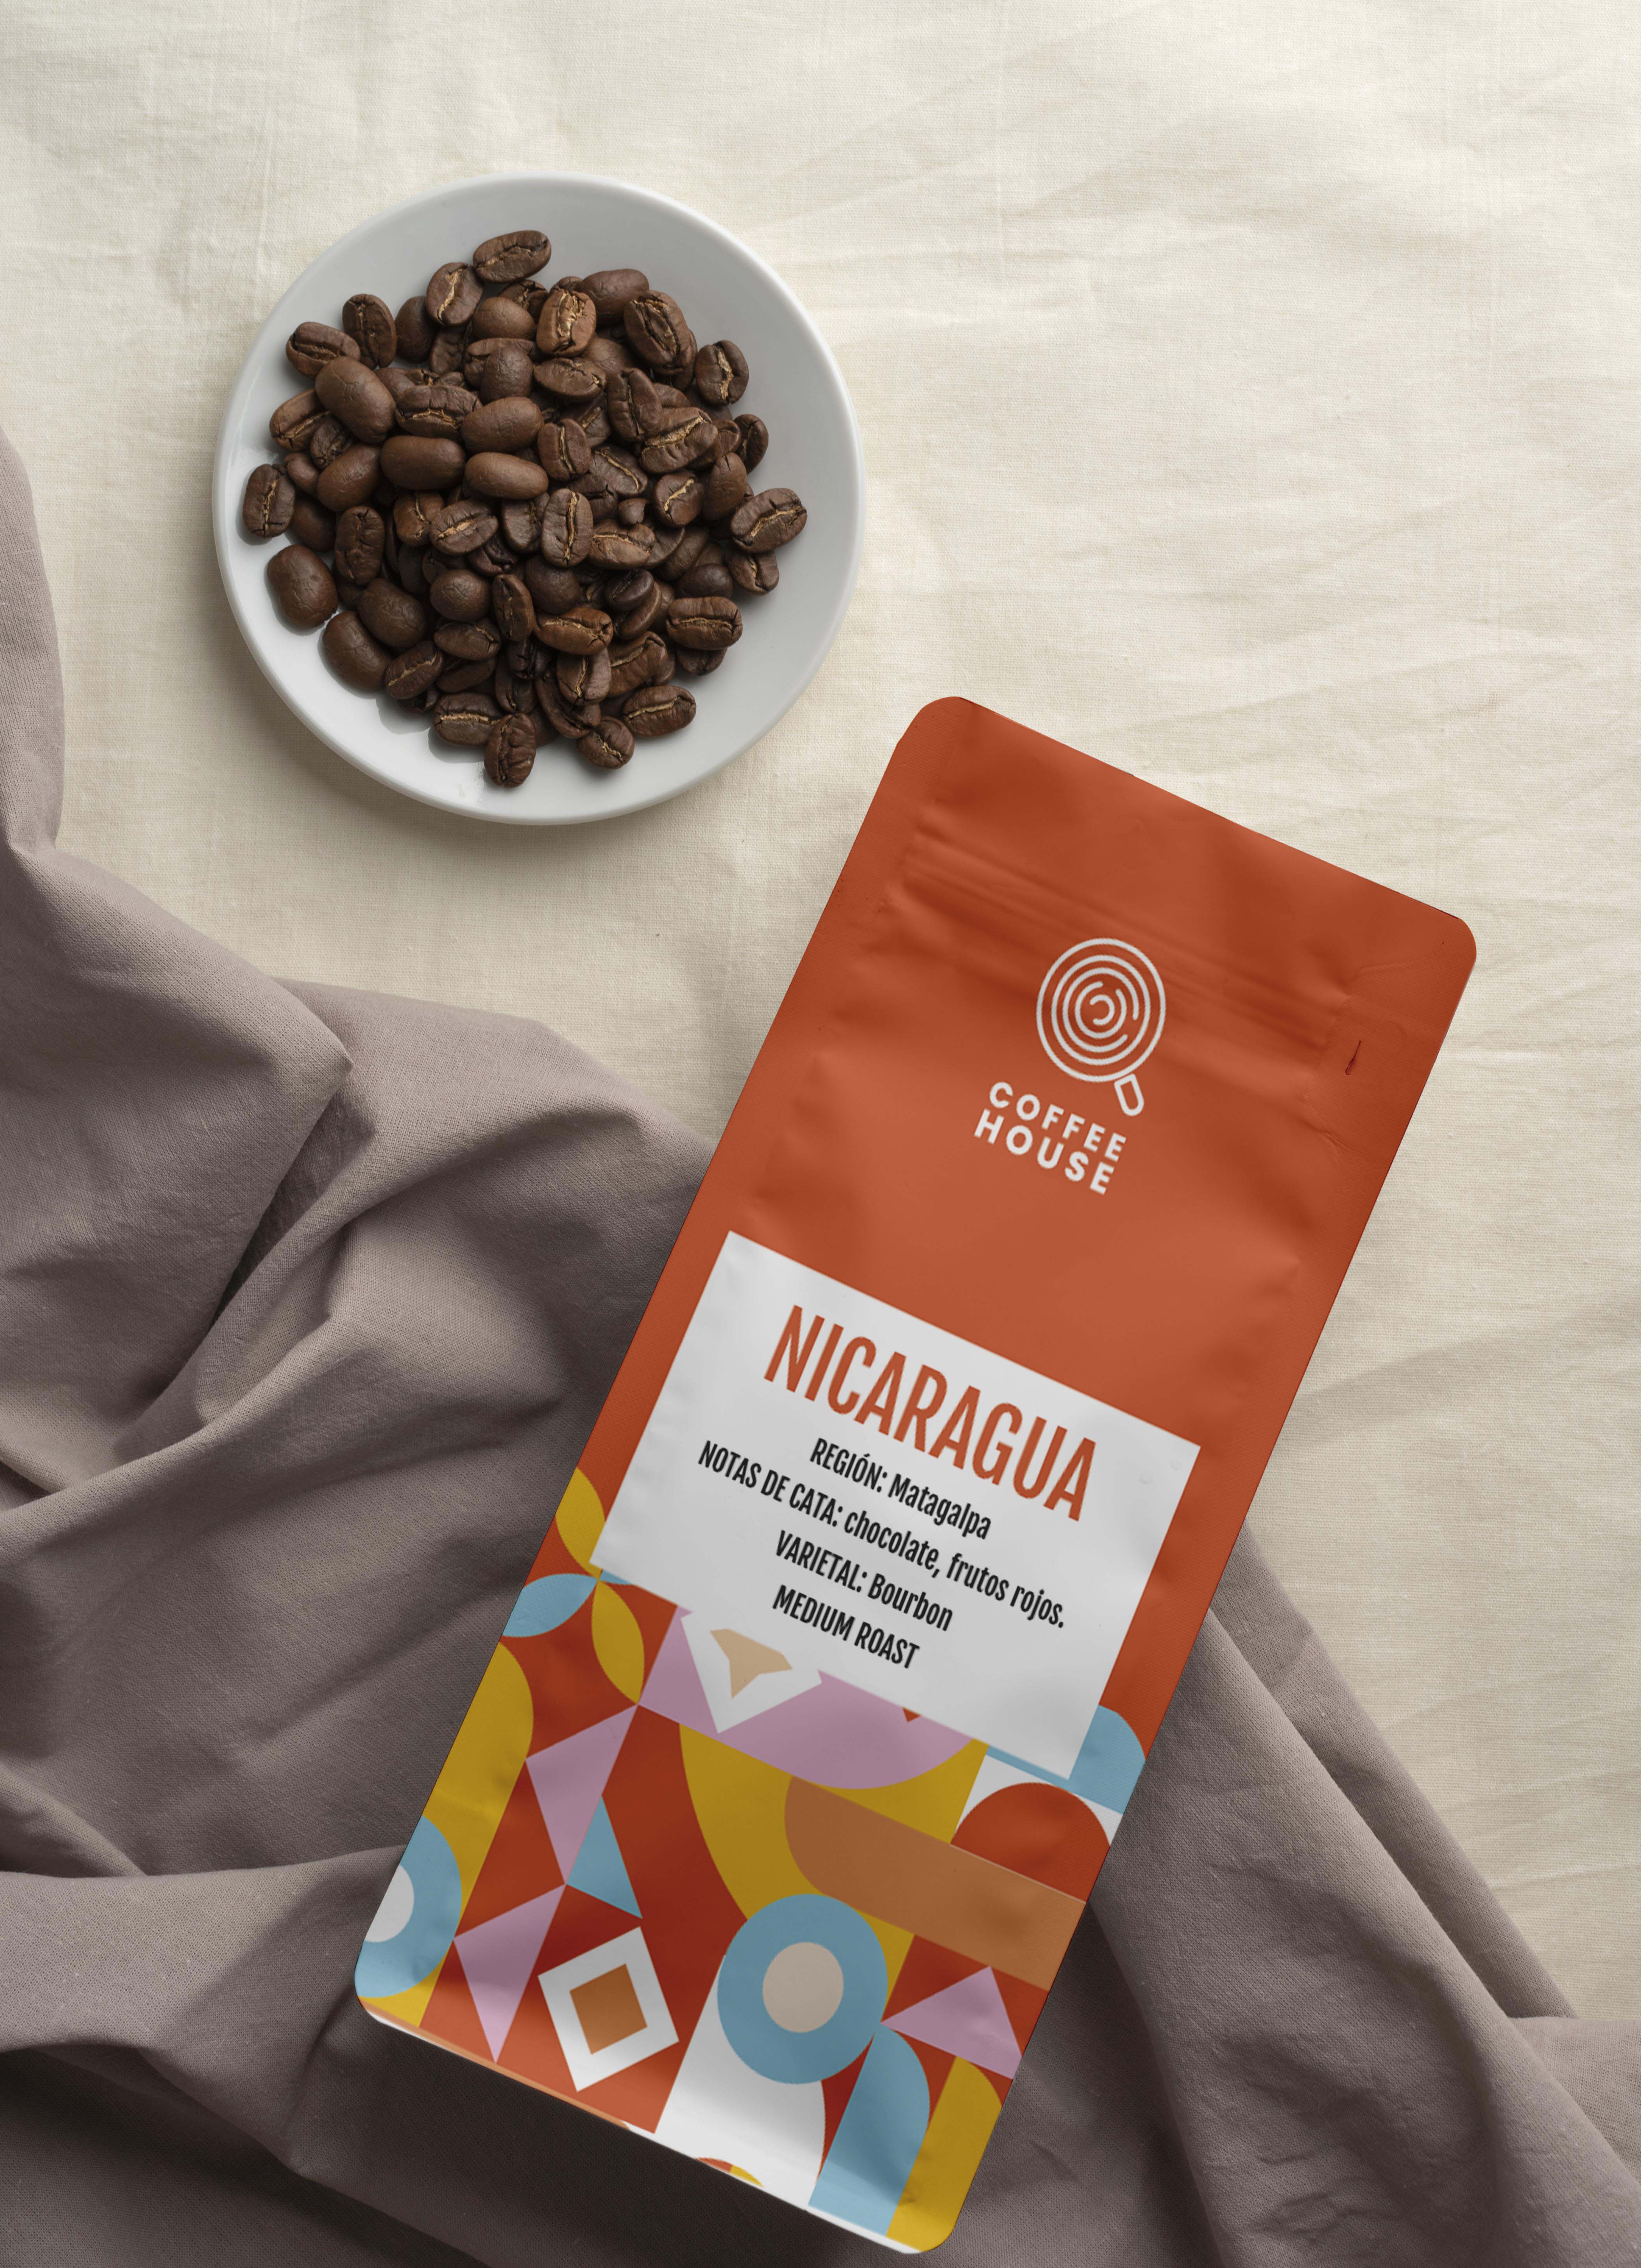 COFFEE
HOUSE
NICARAGUA
REGIÓN: Matagalpa
NOTAS DE CATA: chocolate, frutos rojos.
VARIETAL: Bourbon
MEDIUM ROAST